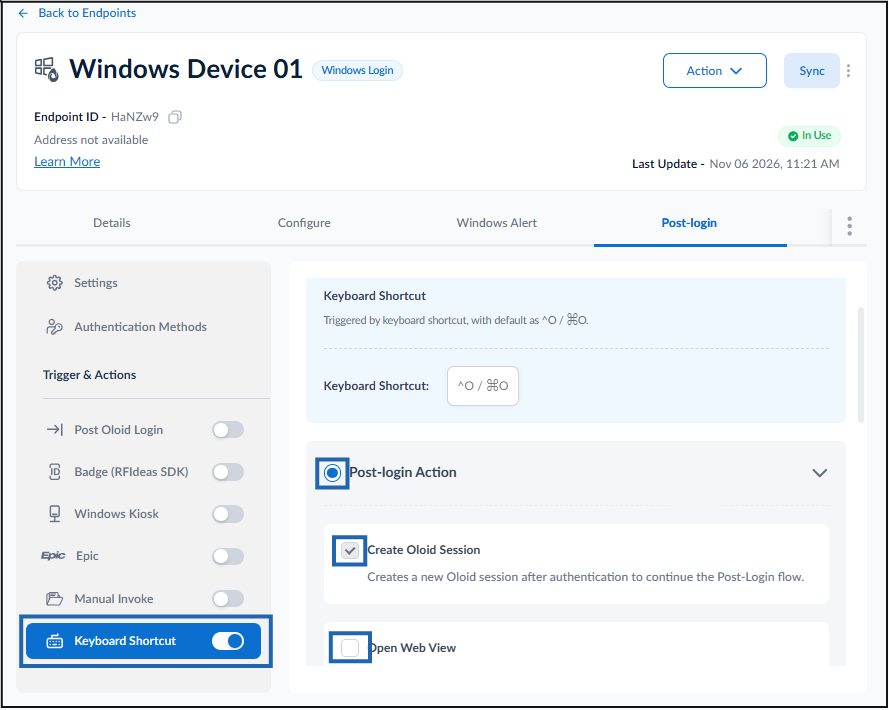 Back to Endpoints
Windows Device 01 Windows Login
Action Sync
Endpoint ID - HaNZw9
Address not available
In Use
Learn More
Last Update - Nov 06 2026, 11:21 AM
Details Configure Windows Alert Post-login
Settings
Authentication Methods
Trigger & Actions
Post Oloid Login
Badge (RFIdeas SDK)
Windows Kiosk
Epic Epic
Manual Invoke
Keyboard Shortcut
Keyboard Shortcut
Triggered by keyboard shortcut, with default as ^O / ⌘O.
Keyboard Shortcut: ^O / ⌘O
Post-login Action
Create Oloid Session
Creates a new Oloid session after authentication to continue the Post-Login flow.
Open Web View